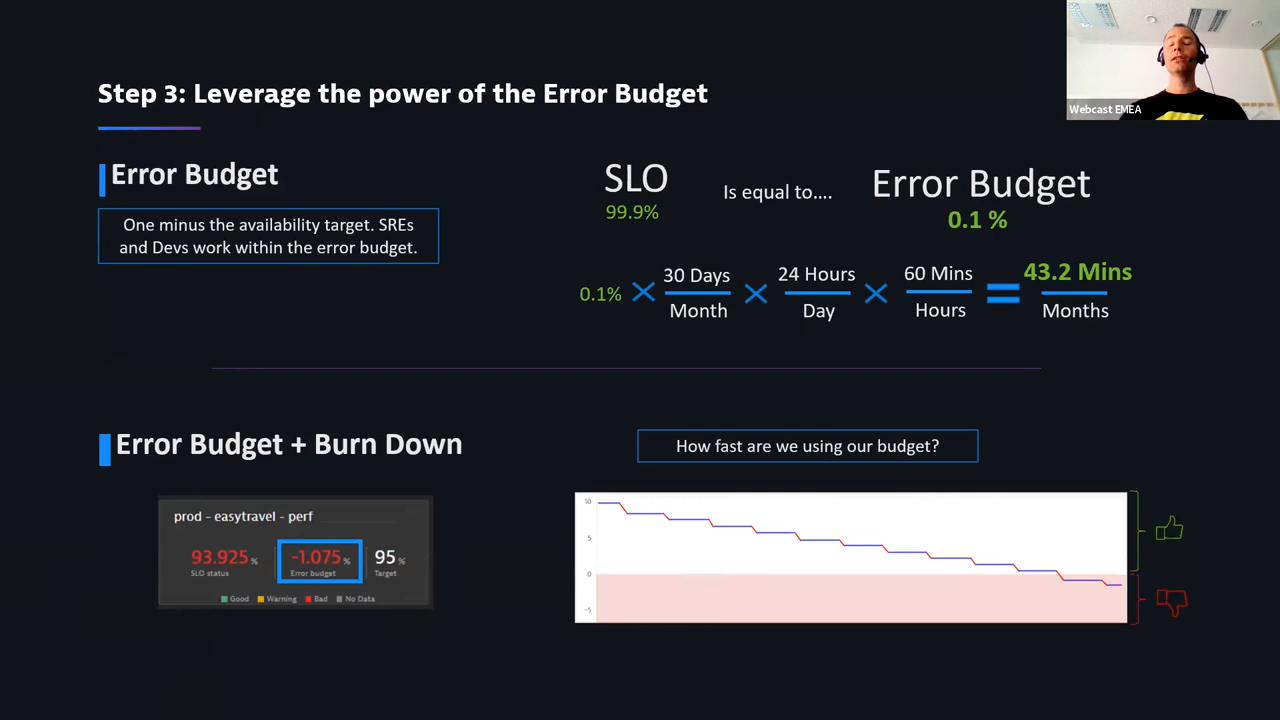 Step 3: Leverage the power of the Error Budget
Webcast EMEA
Error Budget
One minus the availability target. SREs
and Devs work within the error budget.
SLO
99.9%
Is equal to....
Error Budget
0.1 %
0.1% × 30 Days × 24 Hours × 60 Mins = 43.2 Mins
Month Day Hours Months
Error Budget + Burn Down
How fast are we using our budget?
prod - easytravel - perf
93.925% -1.075% 95%
SLO status Error budget Target
Good Warning Bad No Data
10
5
0
-5